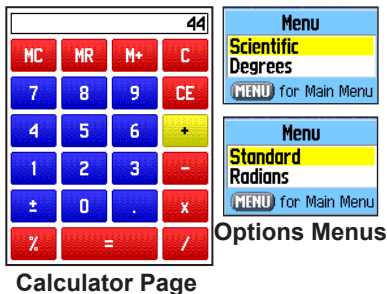 44
MC MR M+ C
7 8 9 CE
4 5 6 +
1 2 3 -
± 0 . x
% = /
Calculator Page
Menu
Scientific
Degrees
MENU for Main Menu
Menu
Standard
Radians
MENU for Main Menu
Options Menus